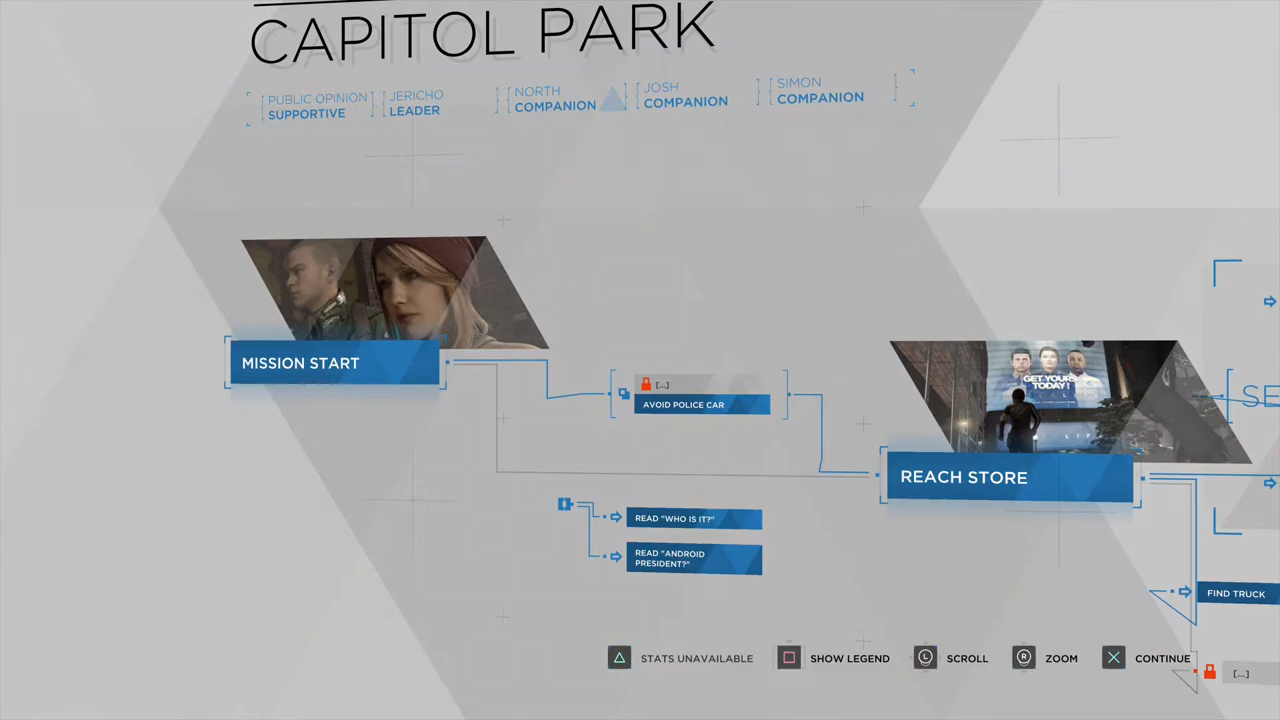 CAPITOL PARK
PUBLIC OPINION
SUPPORTIVE
JERICHO
LEADER
NORTH
COMPANION
JOSH
COMPANION
SIMON
COMPANION
MISSION START
[...]
AVOID POLICE CAR
GET YOURS
TODAY!
REACH STORE
SE
READ "WHO IS IT?"
READ "ANDROID
PRESIDENT?"
FIND TRUCK
[...]
STATS UNAVAILABLE
SHOW LEGEND
L
SCROLL
R
ZOOM
CONTINUE